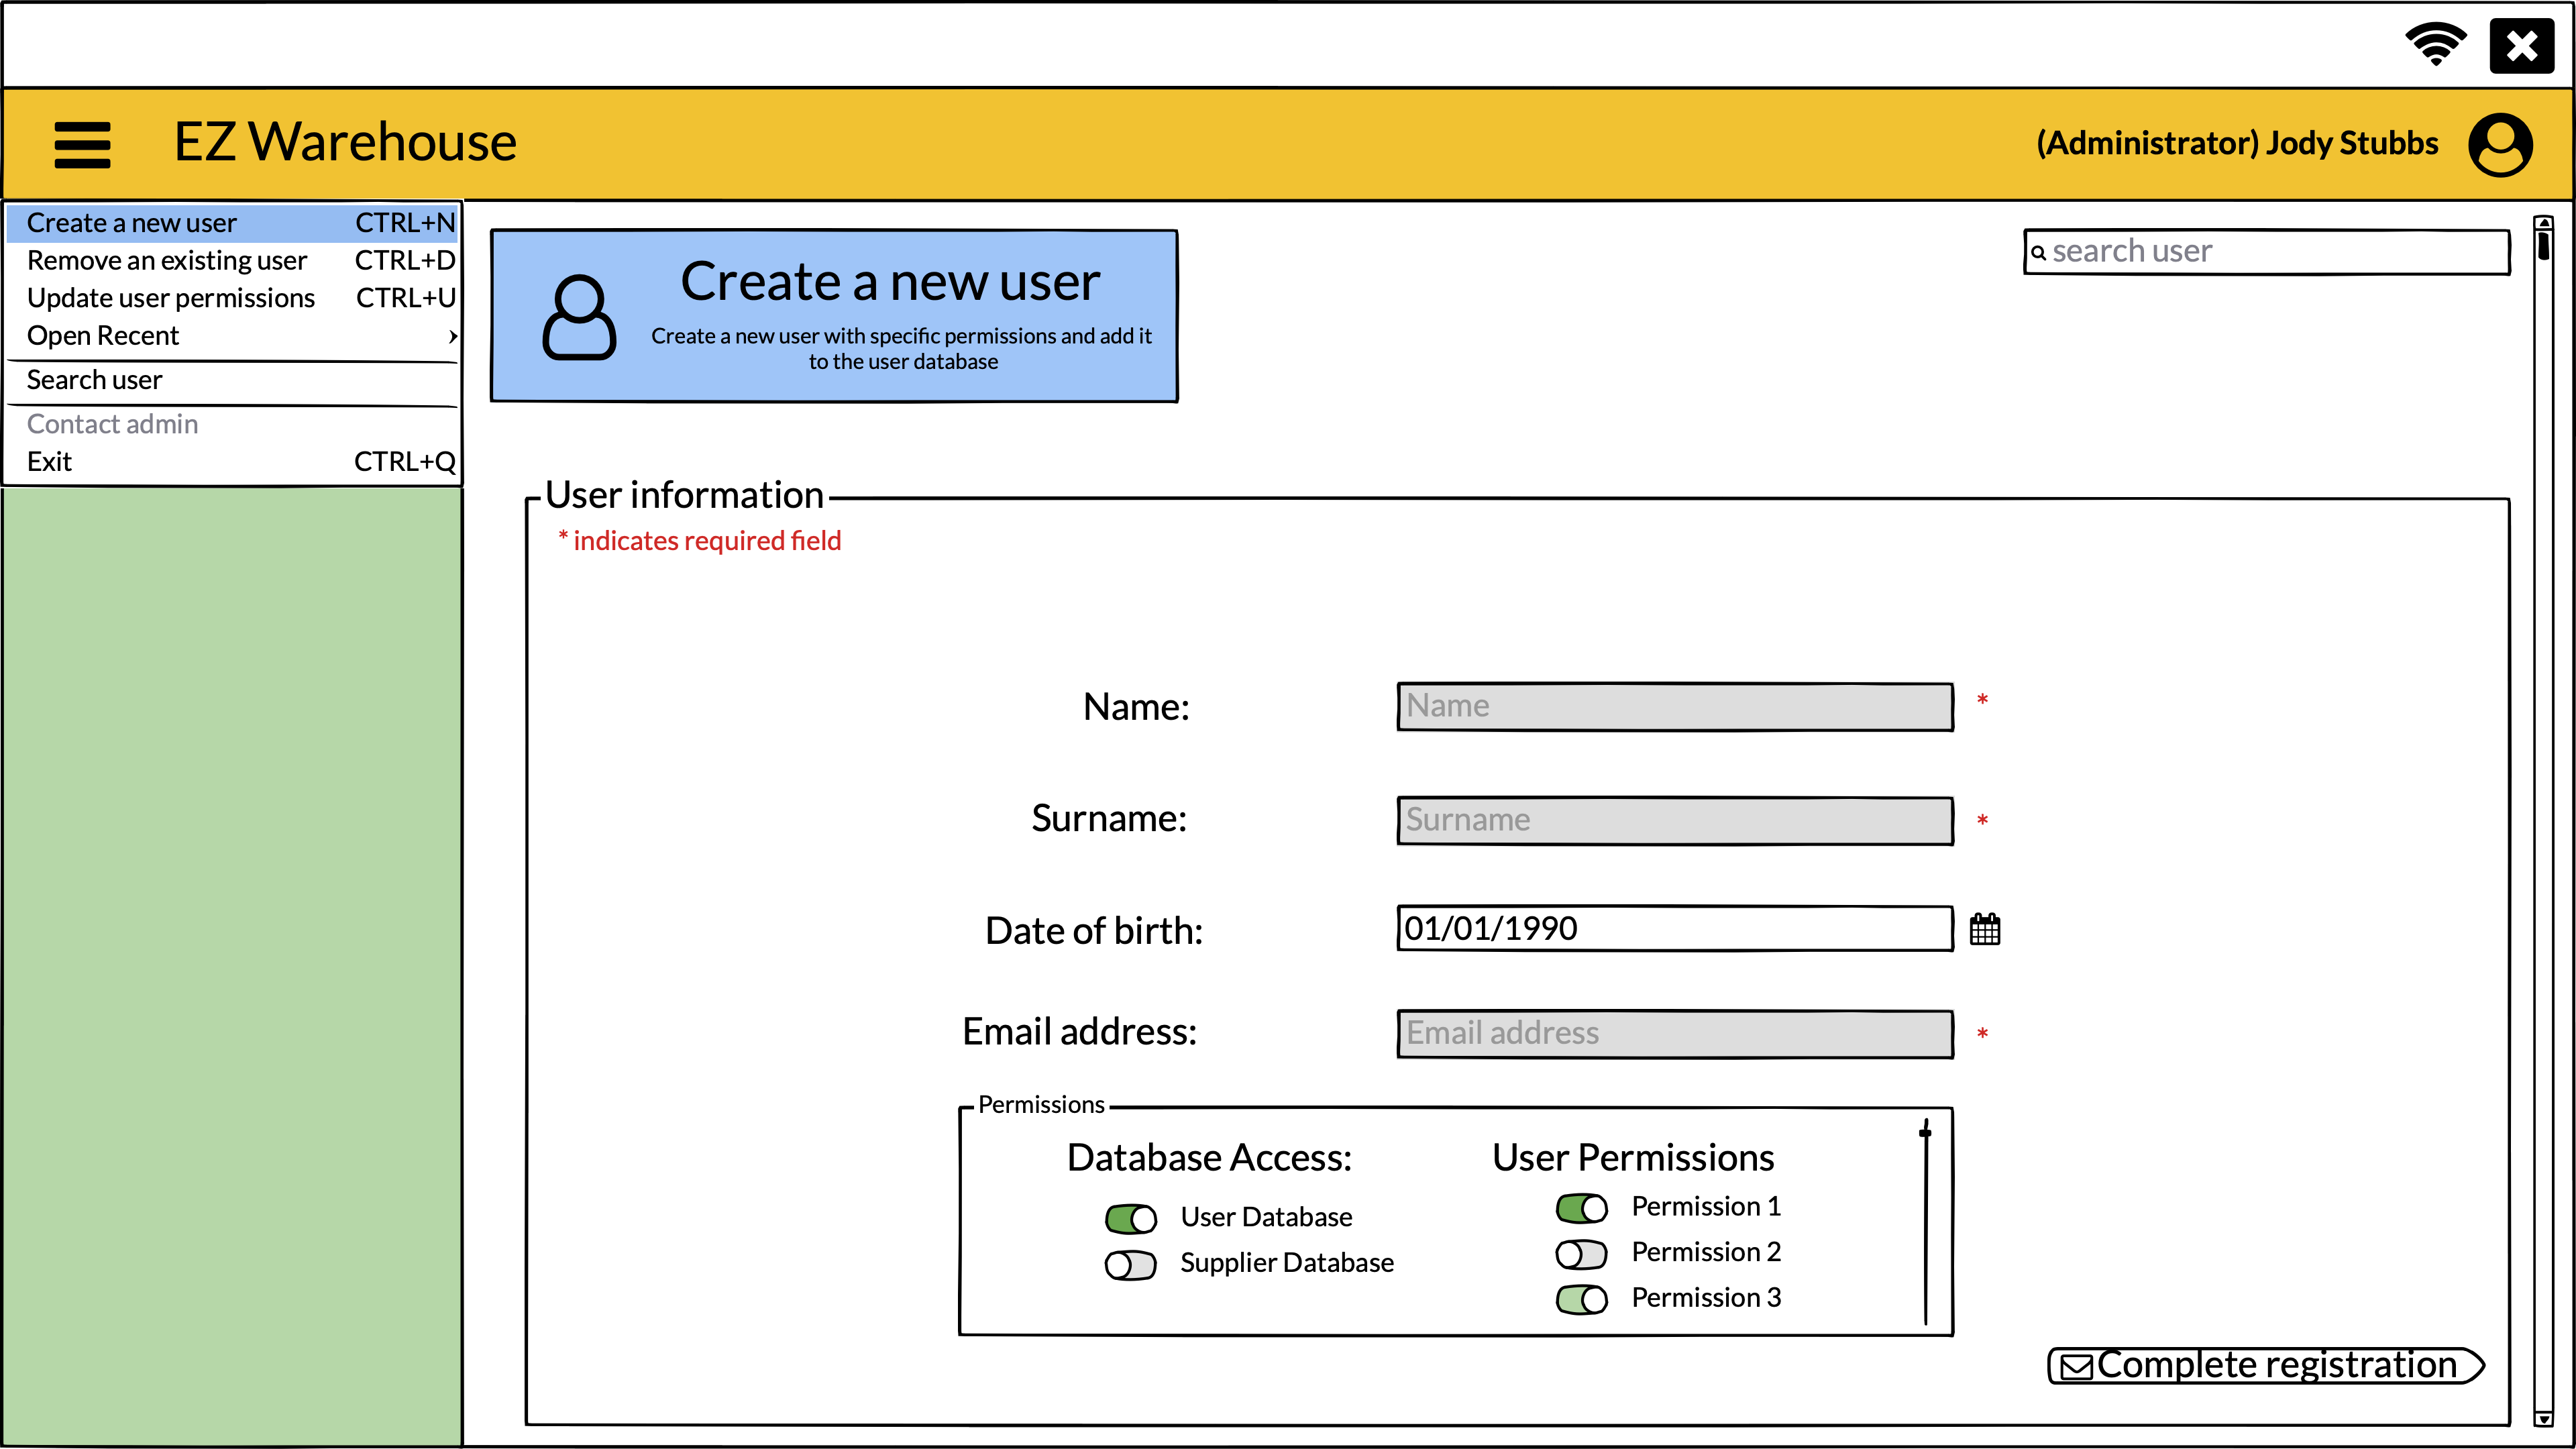 EZ Warehouse
(Administrator) Jody Stubbs
Create a new user CTRL+N
Remove an existing user CTRL+D
Update user permissions CTRL+U
Open Recent
Search user
Contact admin
Exit CTRL+Q
Create a new user
Create a new user with specific permissions and add it
to the user database
search user
User information
* indicates required field
Name: Name *
Surname: Surname *
Date of birth: 01/01/1990
Email address: Email address *
Permissions
Database Access:
User Database
Supplier Database
User Permissions
Permission 1
Permission 2
Permission 3
Complete registration